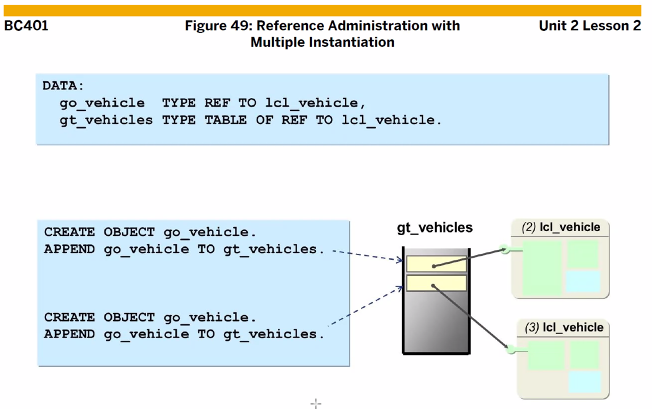 BC401
Figure 49: Reference Administration with
Multiple Instantiation
Unit 2 Lesson 2
DATA:
go_vehicle TYPE REF TO lcl_vehicle,
gt_vehicles TYPE TABLE OF REF TO lcl_vehicle.
CREATE OBJECT go_vehicle.
APPEND go_vehicle TO gt_vehicles.
CREATE OBJECT go_vehicle.
APPEND go_vehicle TO gt_vehicles.
gt_vehicles
(2) lcl_vehicle
(3) lcl_vehicle